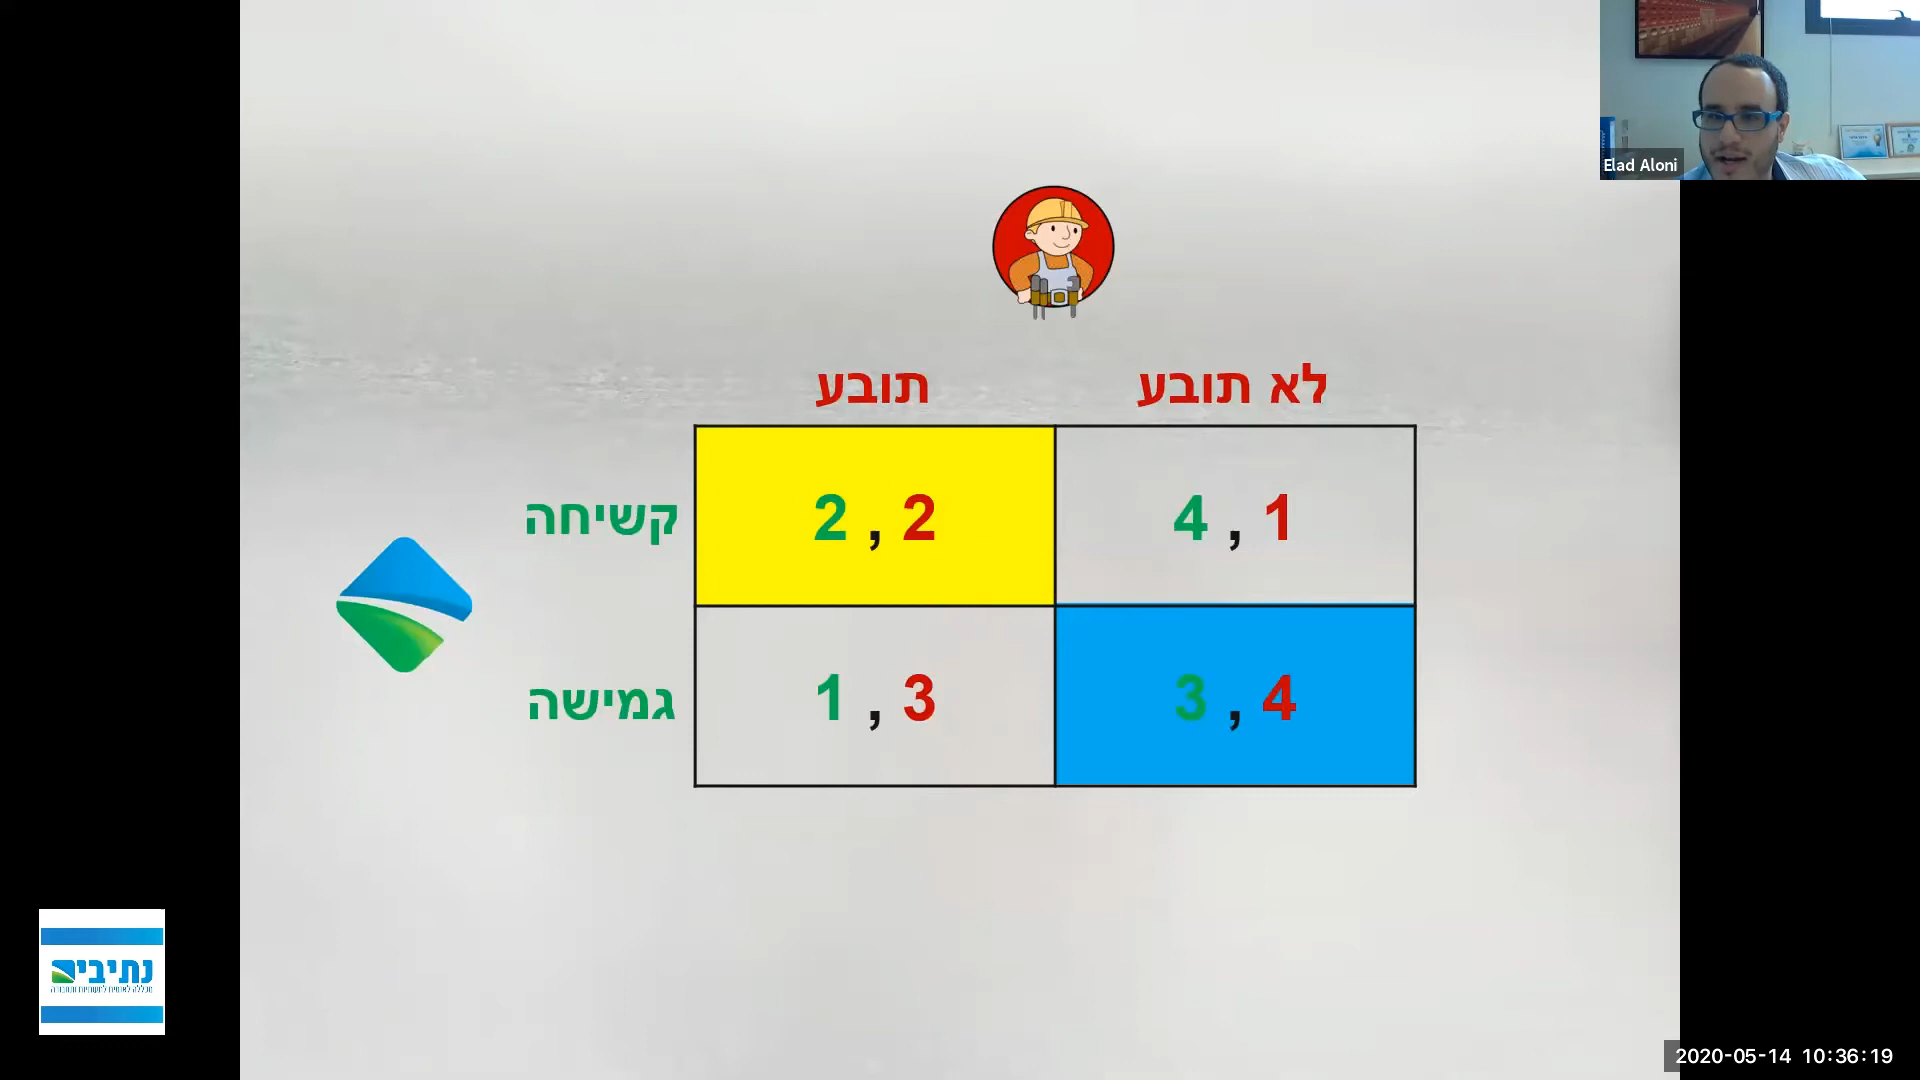 Elad Aloni
תובע
לא תובע
קשיחה
2 , 2
4 , 1
גמישה
1 , 3
3 , 4
נתיבי
2020-05-14 10:36:19